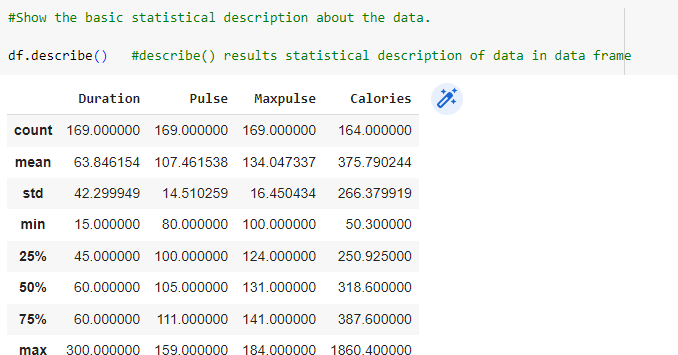 #Show the basic statistical description about the data.
df.describe()   #describe() results statistical description of data in data frame
Duration Pulse Maxpulse Calories
count 169.000000 169.000000 169.000000 164.000000
mean 63.846154 107.461538 134.047337 375.790244
std 42.299949 14.510259 16.450434 266.379919
min 15.000000 80.000000 100.000000 50.300000
25% 45.000000 100.000000 124.000000 250.925000
50% 60.000000 105.000000 131.000000 318.600000
75% 60.000000 111.000000 141.000000 387.600000
max 300.000000 159.000000 184.000000 1860.400000